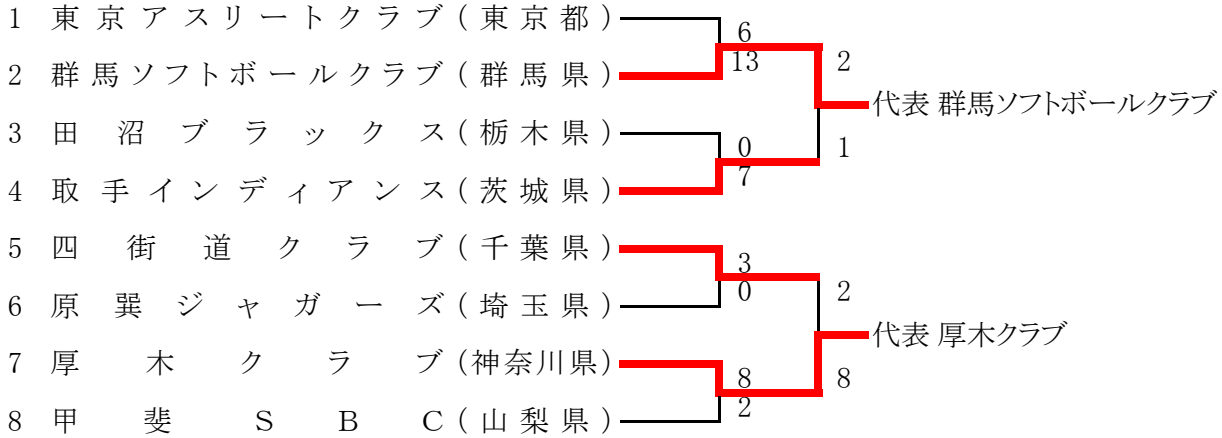 1 東京アスリートクラブ(東京都)
6
2 群馬ソフトボールクラブ(群馬県)
13
2
代表 群馬ソフトボールクラブ
3 田沼ブラックス(栃木県)
0
1
4 取手インディアンス(茨城県)
7
5 四街道クラブ(千葉県)
3
6 原巽ジャガーズ(埼玉県)
0
2
代表 厚木クラブ
7 厚木クラブ(神奈川県)
8
8
8 甲斐SBC(山梨県)
2